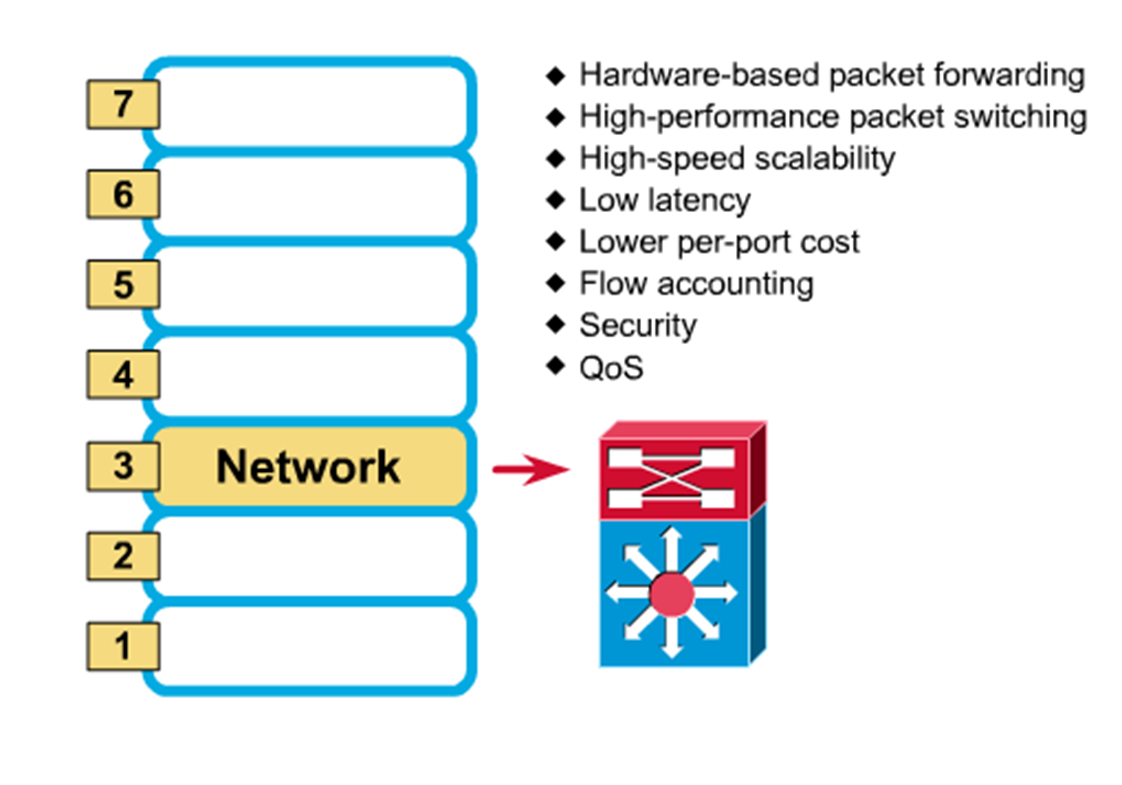 7
6
5
4
3 Network
2
1
◆ Hardware-based packet forwarding
◆ High-performance packet switching
◆ High-speed scalability
◆ Low latency
◆ Lower per-port cost
◆ Flow accounting
◆ Security
◆ QoS